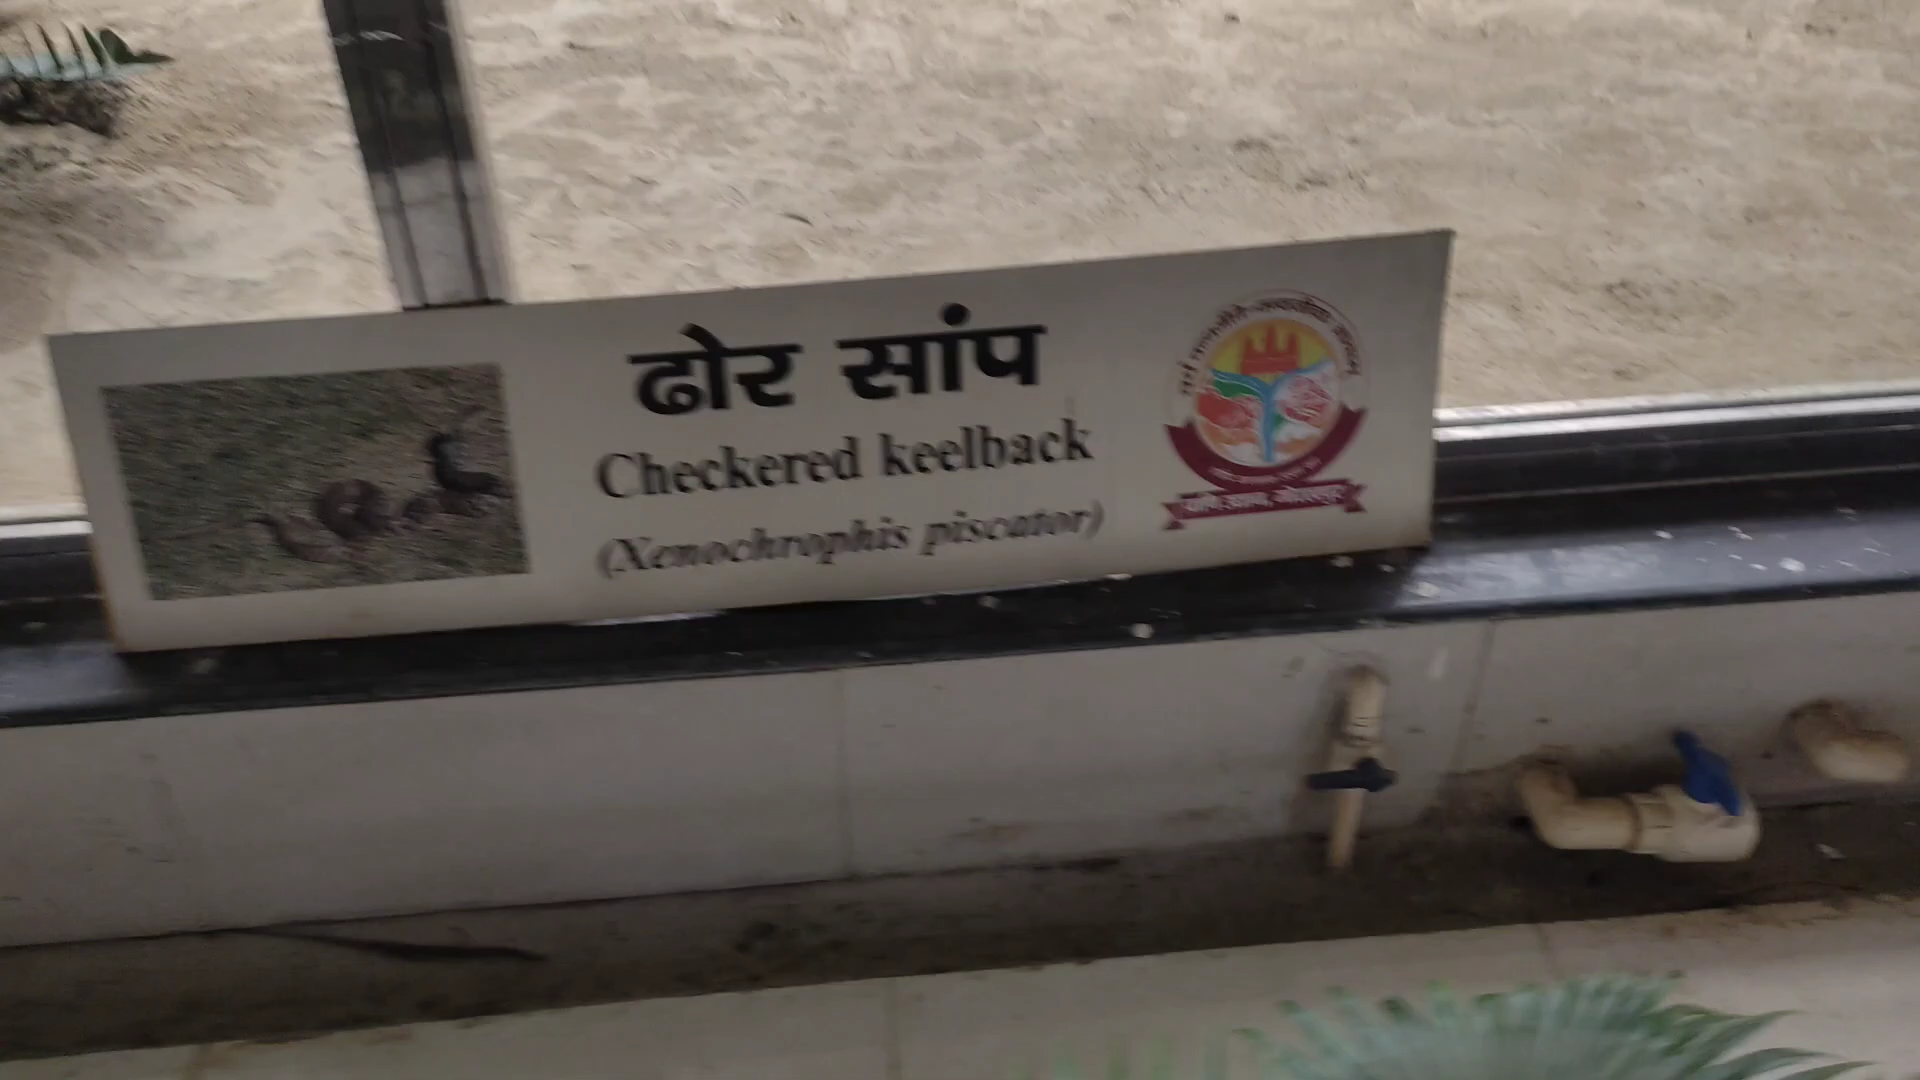 ढोर सांप
Checkered keelback
(Xenochrophis piscator)